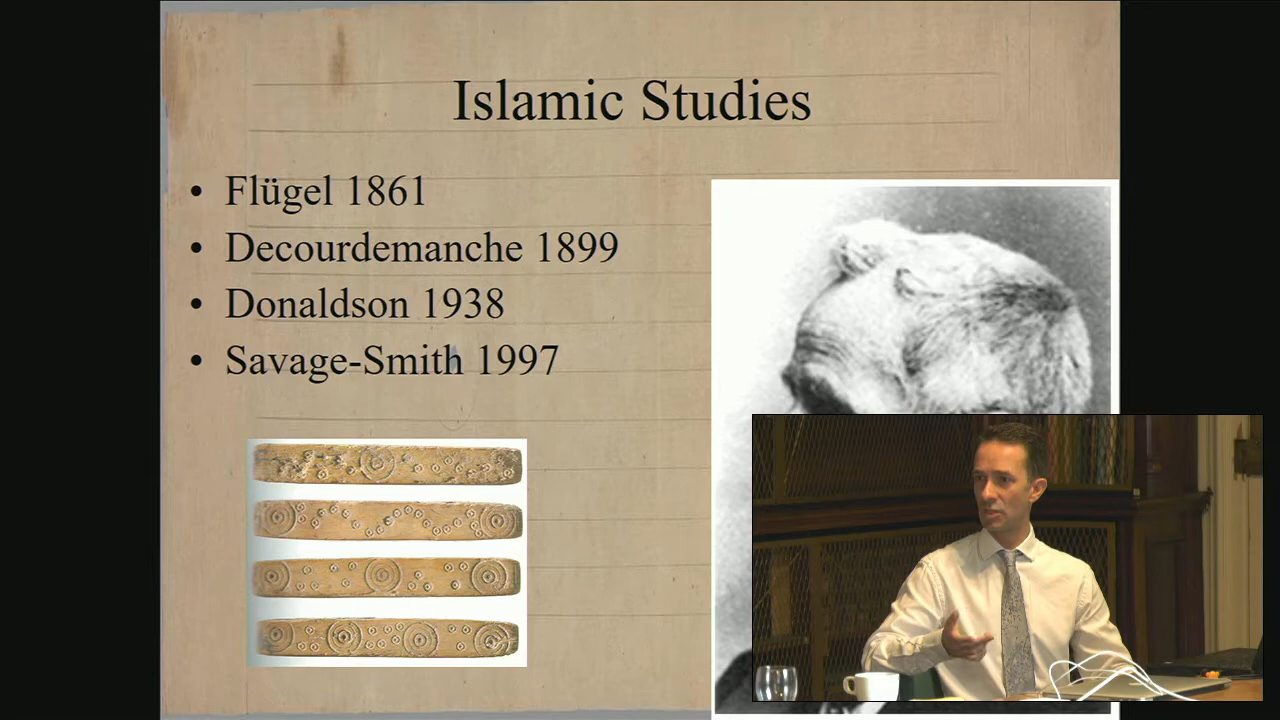 Islamic Studies
• Flügel 1861
• Decourdemanche 1899
• Donaldson 1938
• Savage-Smith 1997